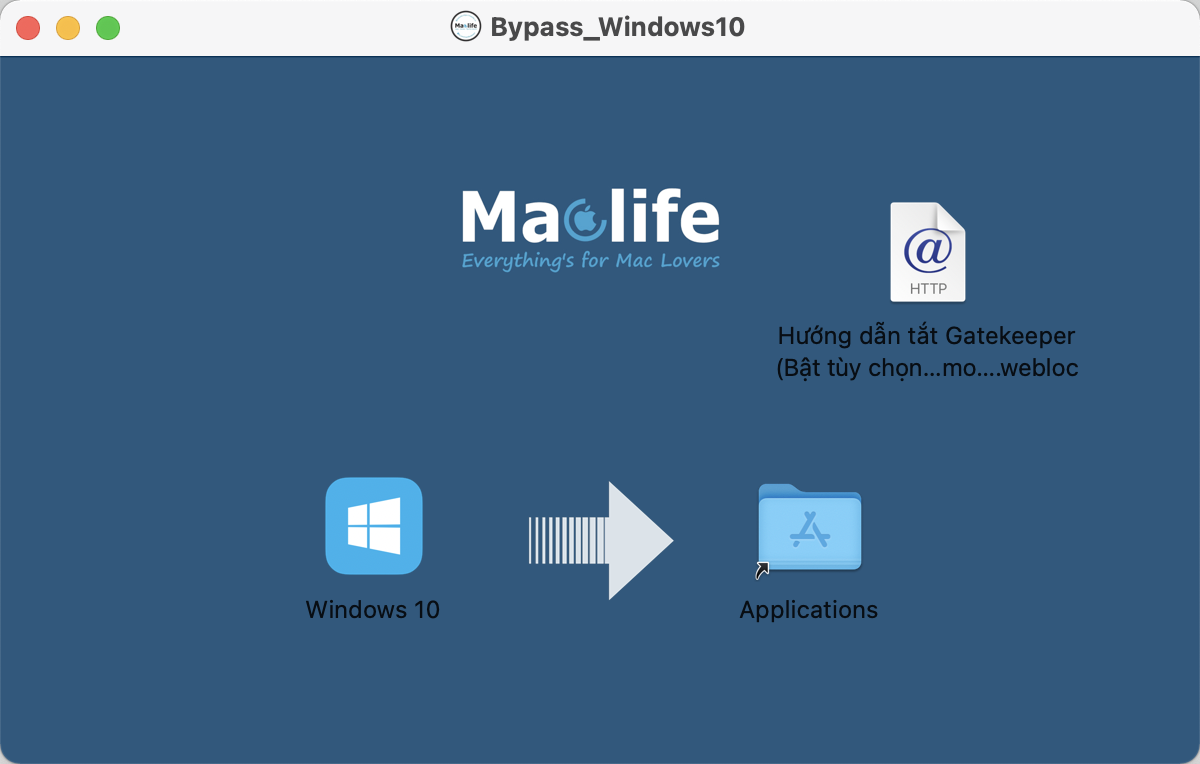 Bypass_Windows10
Maclife
Everything's for Mac Lovers
HTTP
Hướng dẫn tắt Gatekeeper
(Bật tùy chọn...mo....webloc
Windows 10
Applications